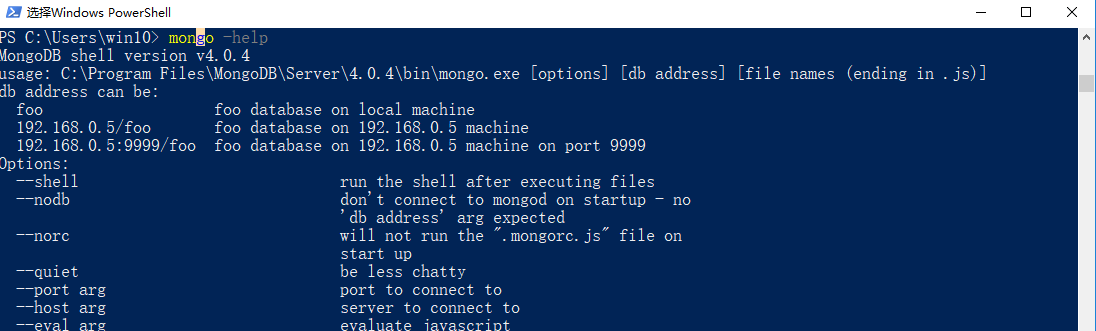 选择Windows PowerShell
PS C:\Users\win10> mongo -help
MongoDB shell version v4.0.4
usage: C:\Program Files\MongoDB\Server\4.0.4\bin\mongo.exe [options] [db address] [file names (ending in .js)]
db address can be:
foo foo database on local machine
192.168.0.5/foo foo database on 192.168.0.5 machine
192.168.0.5:9999/foo foo database on 192.168.0.5 machine on port 9999
Options:
--shell run the shell after executing files
--nodb don't connect to mongod on startup - no
'db address' arg expected
--norc will not run the ".mongorc.js" file on
start up
--quiet be less chatty
--port arg port to connect to
--host arg server to connect to
--eval arg evaluate javascript